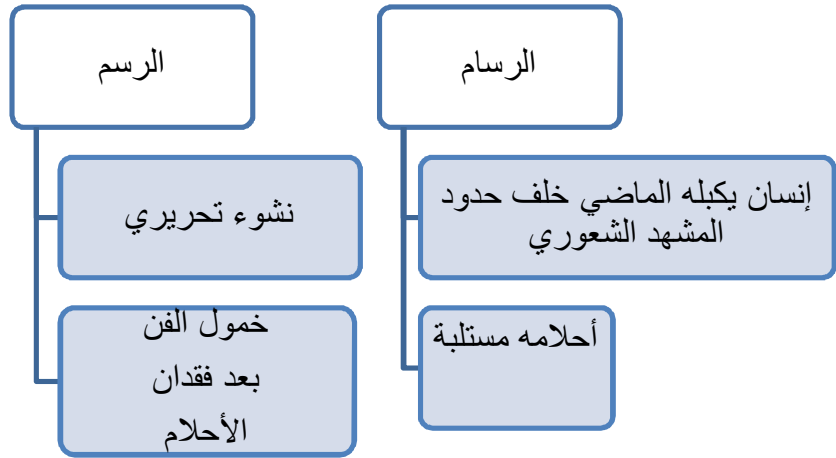 الرسام
إنسان يكبله الماضي خلف حدود
المشهد الشعوري
أحلامه مستلبة
الرسم
نشوء تحريري
خمول الفن
بعد فقدان
الأحلام